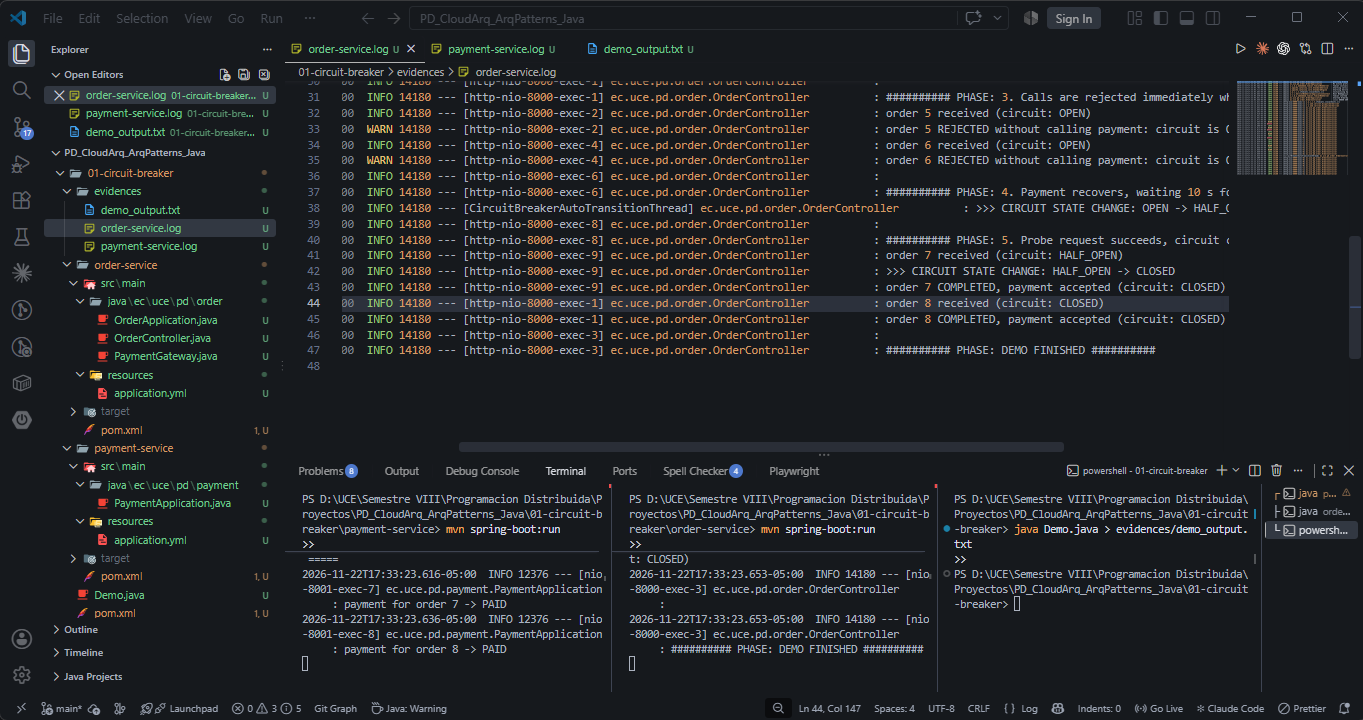 File Edit Selection View Go Run ··· PD_CloudArq_ArqPatterns_Java Sign In
Explorer
Open Editors
order-service.log 01-circuit-breaker... U
payment-service.log 01-circuit-bre... U
demo_output.txt 01-circuit-breaker... U
17
PD_CloudArq_ArqPatterns_Java
01-circuit-breaker
evidences
demo_output.txt U
order-service.log U
payment-service.log U
order-service
src\main
java\ec\uce\pd\order
OrderApplication.java U
OrderController.java U
PaymentGateway.java U
resources
application.yml U
target
pom.xml 1, U
payment-service
src\main
java\ec\uce\pd\payment
PaymentApplication.java U
resources
application.yml U
target
pom.xml 1, U
Demo.java U
pom.xml 1, U
Outline
Timeline
Java Projects
order-service.log U payment-service.log U demo_output.txt U
01-circuit-breaker > evidences > order-service.log
30 00 INFO 14180 --- [http-nio-8000-exec-1] ec.uce.pd.order.OrderController :
31 00 INFO 14180 --- [http-nio-8000-exec-1] ec.uce.pd.order.OrderController : ########## PHASE: 3. Calls are rejected immediately wh
32 00 INFO 14180 --- [http-nio-8000-exec-2] ec.uce.pd.order.OrderController : order 5 received (circuit: OPEN)
33 00 WARN 14180 --- [http-nio-8000-exec-2] ec.uce.pd.order.OrderController : order 5 REJECTED without calling payment: circuit is O
34 00 INFO 14180 --- [http-nio-8000-exec-4] ec.uce.pd.order.OrderController : order 6 received (circuit: OPEN)
35 00 WARN 14180 --- [http-nio-8000-exec-4] ec.uce.pd.order.OrderController : order 6 REJECTED without calling payment: circuit is O
36 00 INFO 14180 --- [http-nio-8000-exec-6] ec.uce.pd.order.OrderController :
37 00 INFO 14180 --- [http-nio-8000-exec-6] ec.uce.pd.order.OrderController : ########## PHASE: 4. Payment recovers, waiting 10 s fo
38 00 INFO 14180 --- [CircuitBreakerAutoTransitionThread] ec.uce.pd.order.OrderController : >>> CIRCUIT STATE CHANGE: OPEN -> HALF_O
39 00 INFO 14180 --- [http-nio-8000-exec-8] ec.uce.pd.order.OrderController :
40 00 INFO 14180 --- [http-nio-8000-exec-8] ec.uce.pd.order.OrderController : ########## PHASE: 5. Probe request succeeds, circuit c
41 00 INFO 14180 --- [http-nio-8000-exec-9] ec.uce.pd.order.OrderController : order 7 received (circuit: HALF_OPEN)
42 00 INFO 14180 --- [http-nio-8000-exec-9] ec.uce.pd.order.OrderController : >>> CIRCUIT STATE CHANGE: HALF_OPEN -> CLOSED
43 00 INFO 14180 --- [http-nio-8000-exec-9] ec.uce.pd.order.OrderController : order 7 COMPLETED, payment accepted (circuit: CLOSED)
44 00 INFO 14180 --- [http-nio-8000-exec-1] ec.uce.pd.order.OrderController : order 8 received (circuit: CLOSED)
45 00 INFO 14180 --- [http-nio-8000-exec-1] ec.uce.pd.order.OrderController : order 8 COMPLETED, payment accepted (circuit: CLOSED)
46 00 INFO 14180 --- [http-nio-8000-exec-3] ec.uce.pd.order.OrderController :
47 00 INFO 14180 --- [http-nio-8000-exec-3] ec.uce.pd.order.OrderController : ########## PHASE: DEMO FINISHED ##########
48
Problems 8 Output Debug Console Terminal Ports Spell Checker 4 Playwright powershell - 01-circuit-breaker
PS D:\UCE\Semestre VIII\Programacion Distribuida\P
royectos\PD_CloudArq_ArqPatterns_Java\01-circuit-b
reaker\payment-service> mvn spring-boot:run
>>
=====
2026-11-22T17:33:23.616-05:00 INFO 12376 --- [nio
-8001-exec-7] ec.uce.pd.payment.PaymentApplication
: payment for order 7 -> PAID
2026-11-22T17:33:23.636-05:00 INFO 12376 --- [nio
-8001-exec-8] ec.uce.pd.payment.PaymentApplication
: payment for order 8 -> PAID
PS D:\UCE\Semestre VIII\Programacion Distribuida\P
royectos\PD_CloudArq_ArqPatterns_Java\01-circuit-b
reaker\order-service> mvn spring-boot:run
>>
t: CLOSED)
2026-11-22T17:33:23.653-05:00 INFO 14180 --- [nio
-8000-exec-3] ec.uce.pd.order.OrderController
:
2026-11-22T17:33:23.653-05:00 INFO 14180 --- [nio
-8000-exec-3] ec.uce.pd.order.OrderController
: ########## PHASE: DEMO FINISHED ##########
PS D:\UCE\Semestre VIII\Programacion Distribuida\
Proyectos\PD_CloudArq_ArqPatterns_Java\01-circuit
-breaker> java Demo.java > evidences/demo_output.
txt
>>
PS D:\UCE\Semestre VIII\Programacion Distribuida\
Proyectos\PD_CloudArq_ArqPatterns_Java\01-circuit
-breaker>
java p...
java orde...
powersh...
main* Launchpad 0 3 5 Git Graph Java: Warning Ln 44, Col 147 Spaces: 4 UTF-8 CRLF { } Log Indents: 0 Go Live Claude Code Prettier